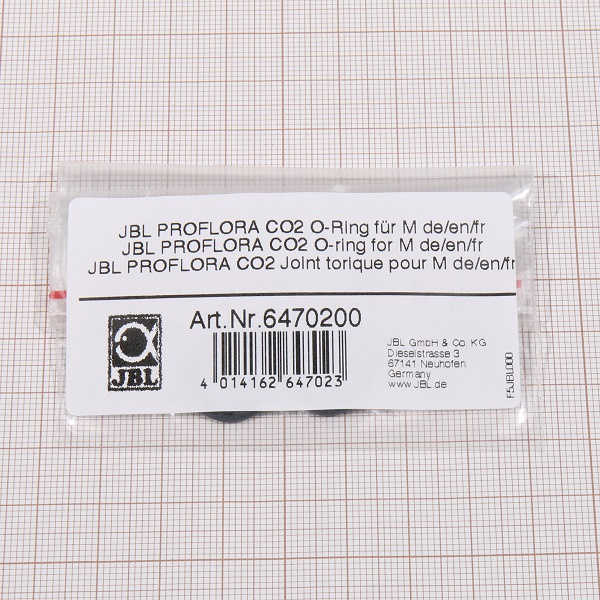 JBL PROFLORA CO2 O-Ring für M de/en/fr
JBL PROFLORA CO2 O-ring for M de/en/fr
JBL PROFLORA CO2 Joint torique pour M de/en/fr
Art.Nr.6470200
4 014162 647023
JBL
JBL GmbH & Co. KG
Dieselstrasse 3
67141 Neuhofen
Germany
www.JBL.de